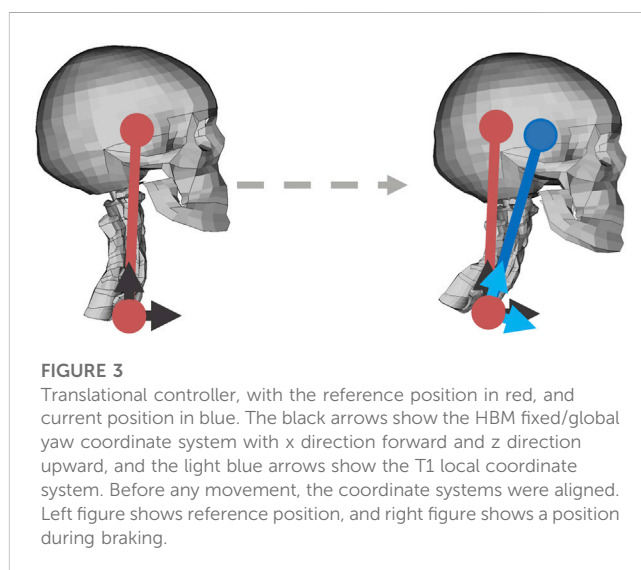 FIGURE 3
Translational controller, with the reference position in red, and
current position in blue. The black arrows show the HBM fixed/global
yaw coordinate system with x direction forward and z direction
upward, and the light blue arrows show the T1 local coordinate
system. Before any movement, the coordinate systems were aligned.
Left figure shows reference position, and right figure shows a position
during braking.